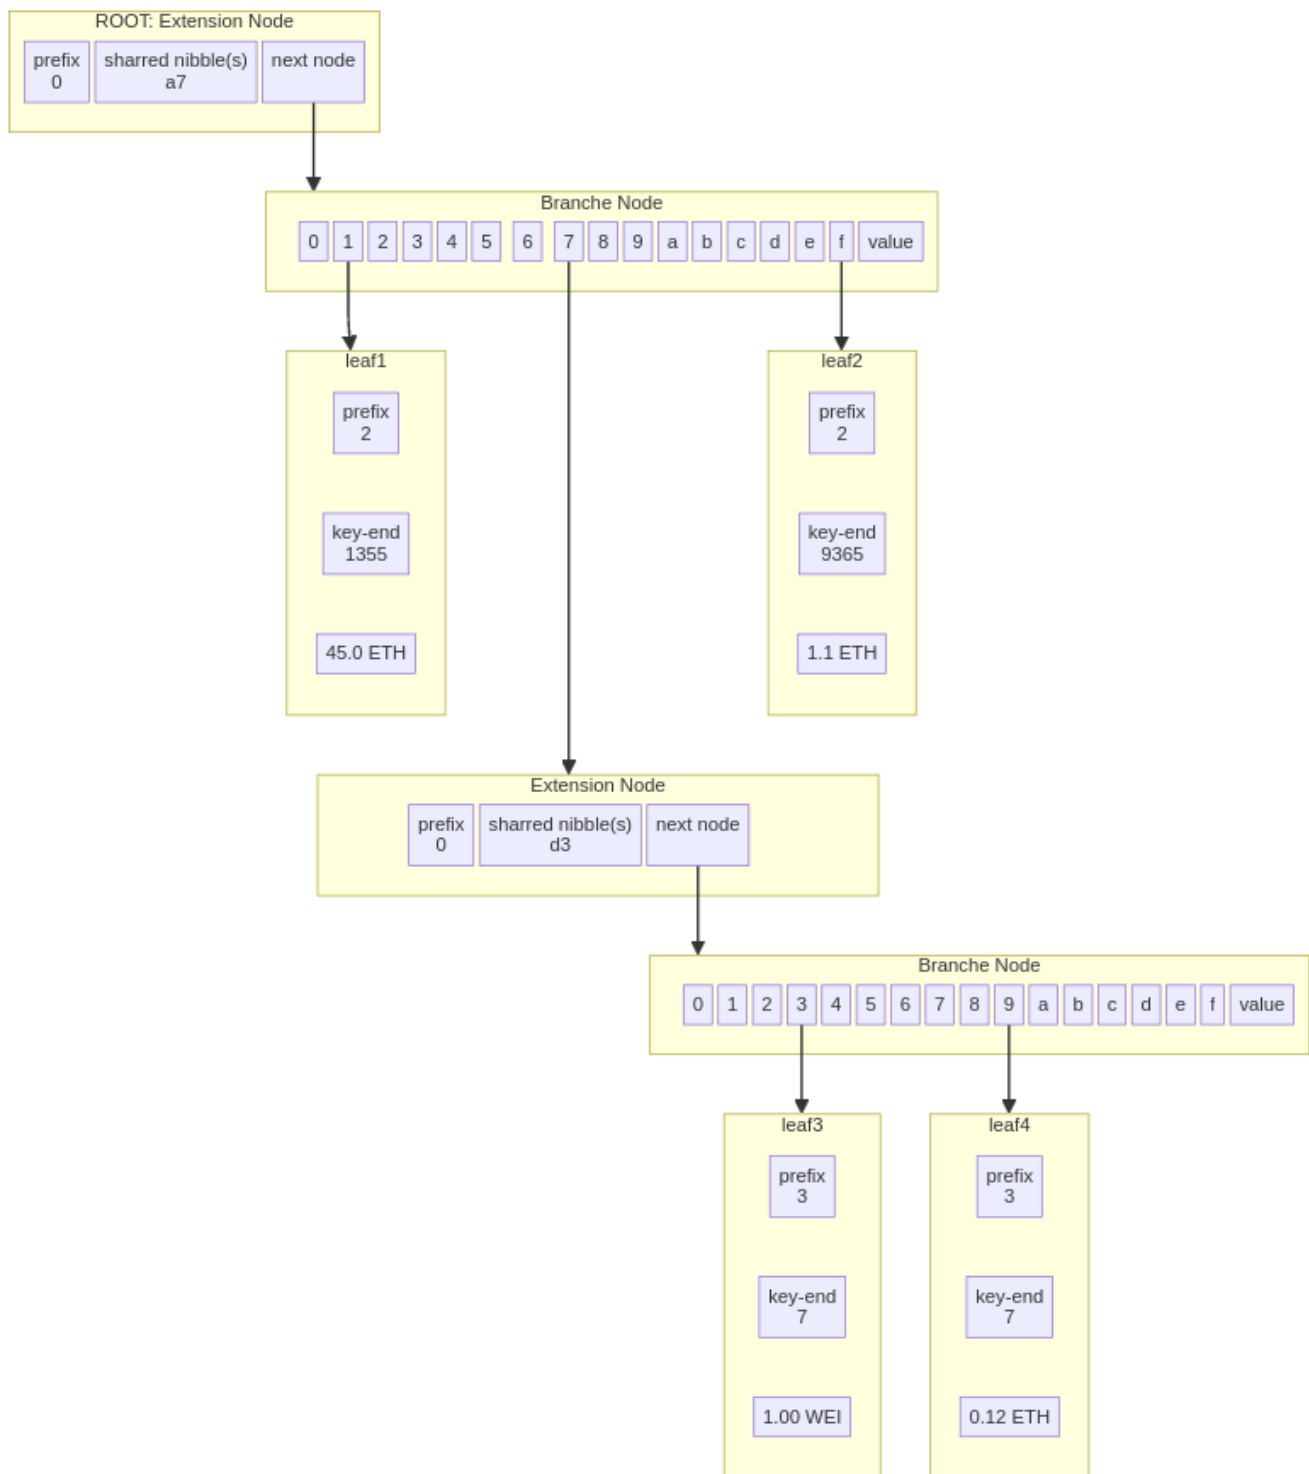 ROOT: Extension Node
prefix
0
sharred nibble(s)
a7
next node
Branche Node
0 1 2 3 4 5 6 7 8 9 a b c d e f value
leaf1
prefix
2
key-end
1355
45.0 ETH
leaf2
prefix
2
key-end
9365
1.1 ETH
Extension Node
prefix
0
sharred nibble(s)
d3
next node
Branche Node
0 1 2 3 4 5 6 7 8 9 a b c d e f value
leaf3
prefix
3
key-end
7
1.00 WEI
leaf4
prefix
3
key-end
7
0.12 ETH